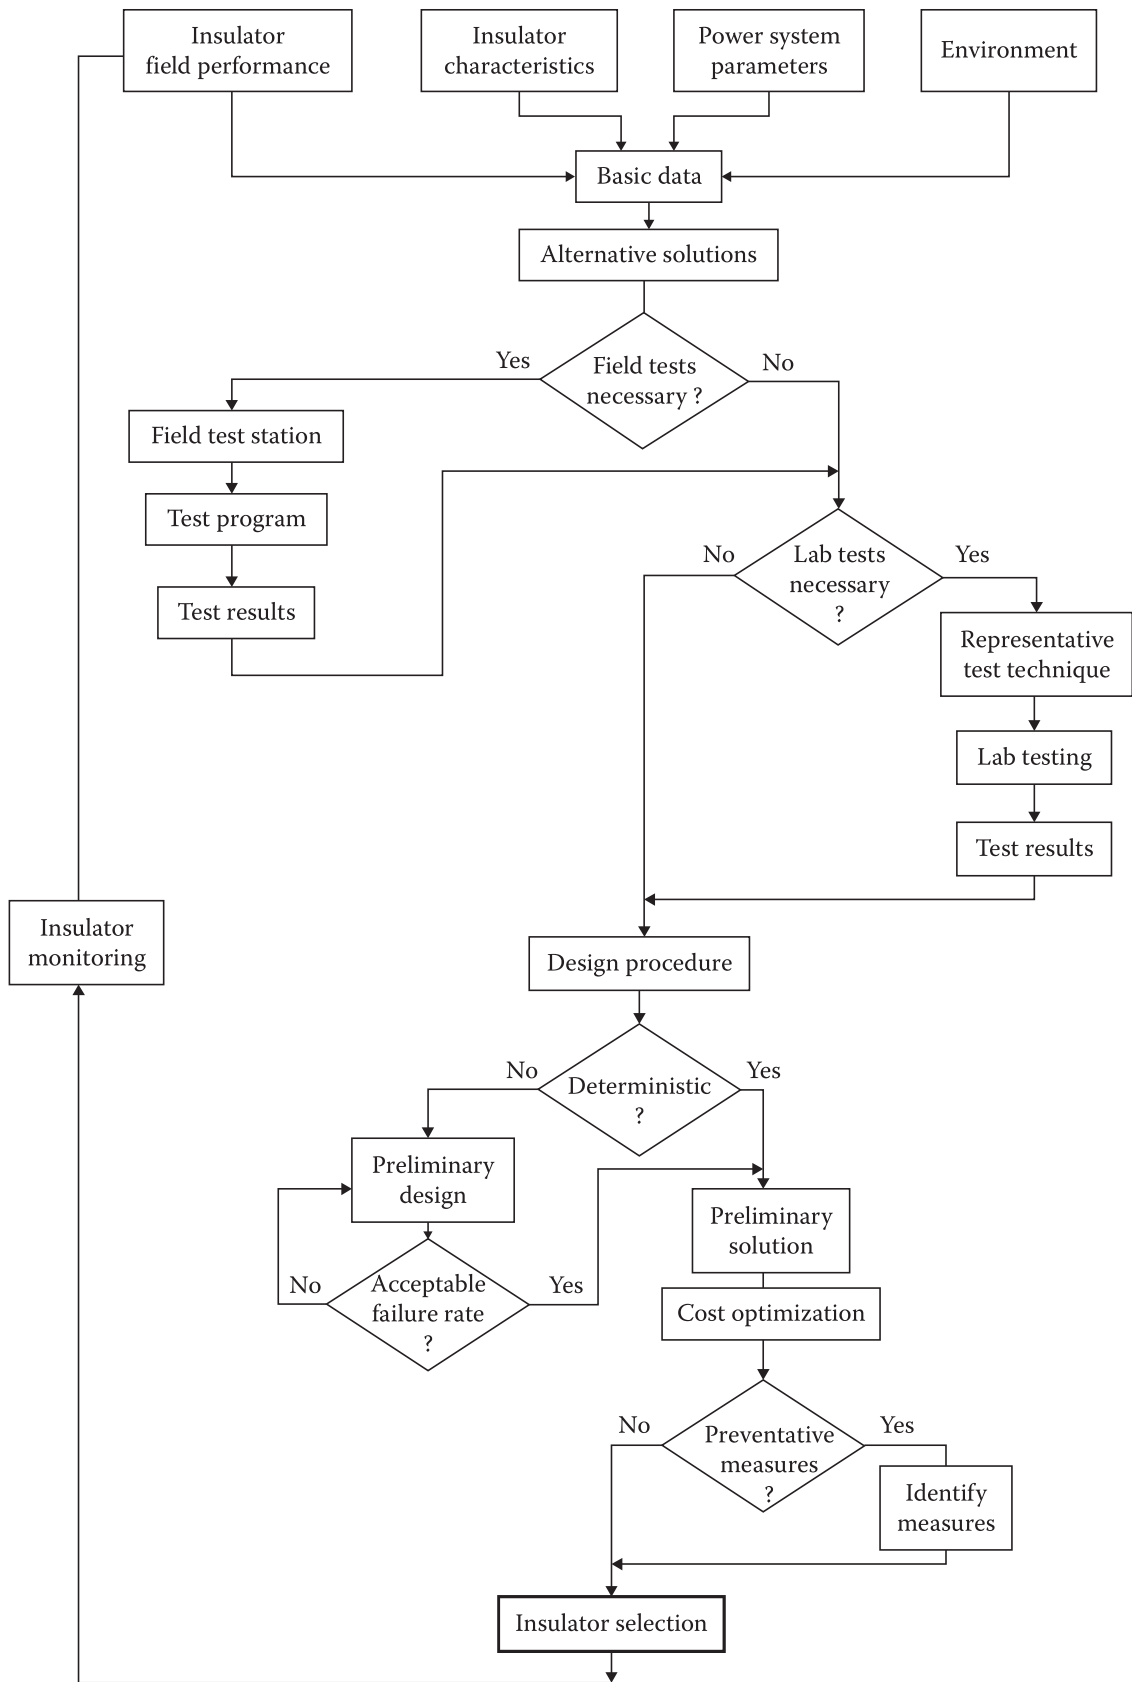 Insulator
field performance
Insulator
characteristics
Power system
parameters
Environment
Basic data
Alternative solutions
Yes
Field tests
necessary ?
No
Field test station
Test program
Test results
No
Lab tests
necessary
?
Yes
Representative
test technique
Lab testing
Test results
Insulator
monitoring
Design procedure
No
Deterministic
?
Yes
Preliminary
design
Preliminary
solution
No
Acceptable
failure rate
?
Yes
Cost optimization
No
Preventative
measures
?
Yes
Identify
measures
Insulator selection